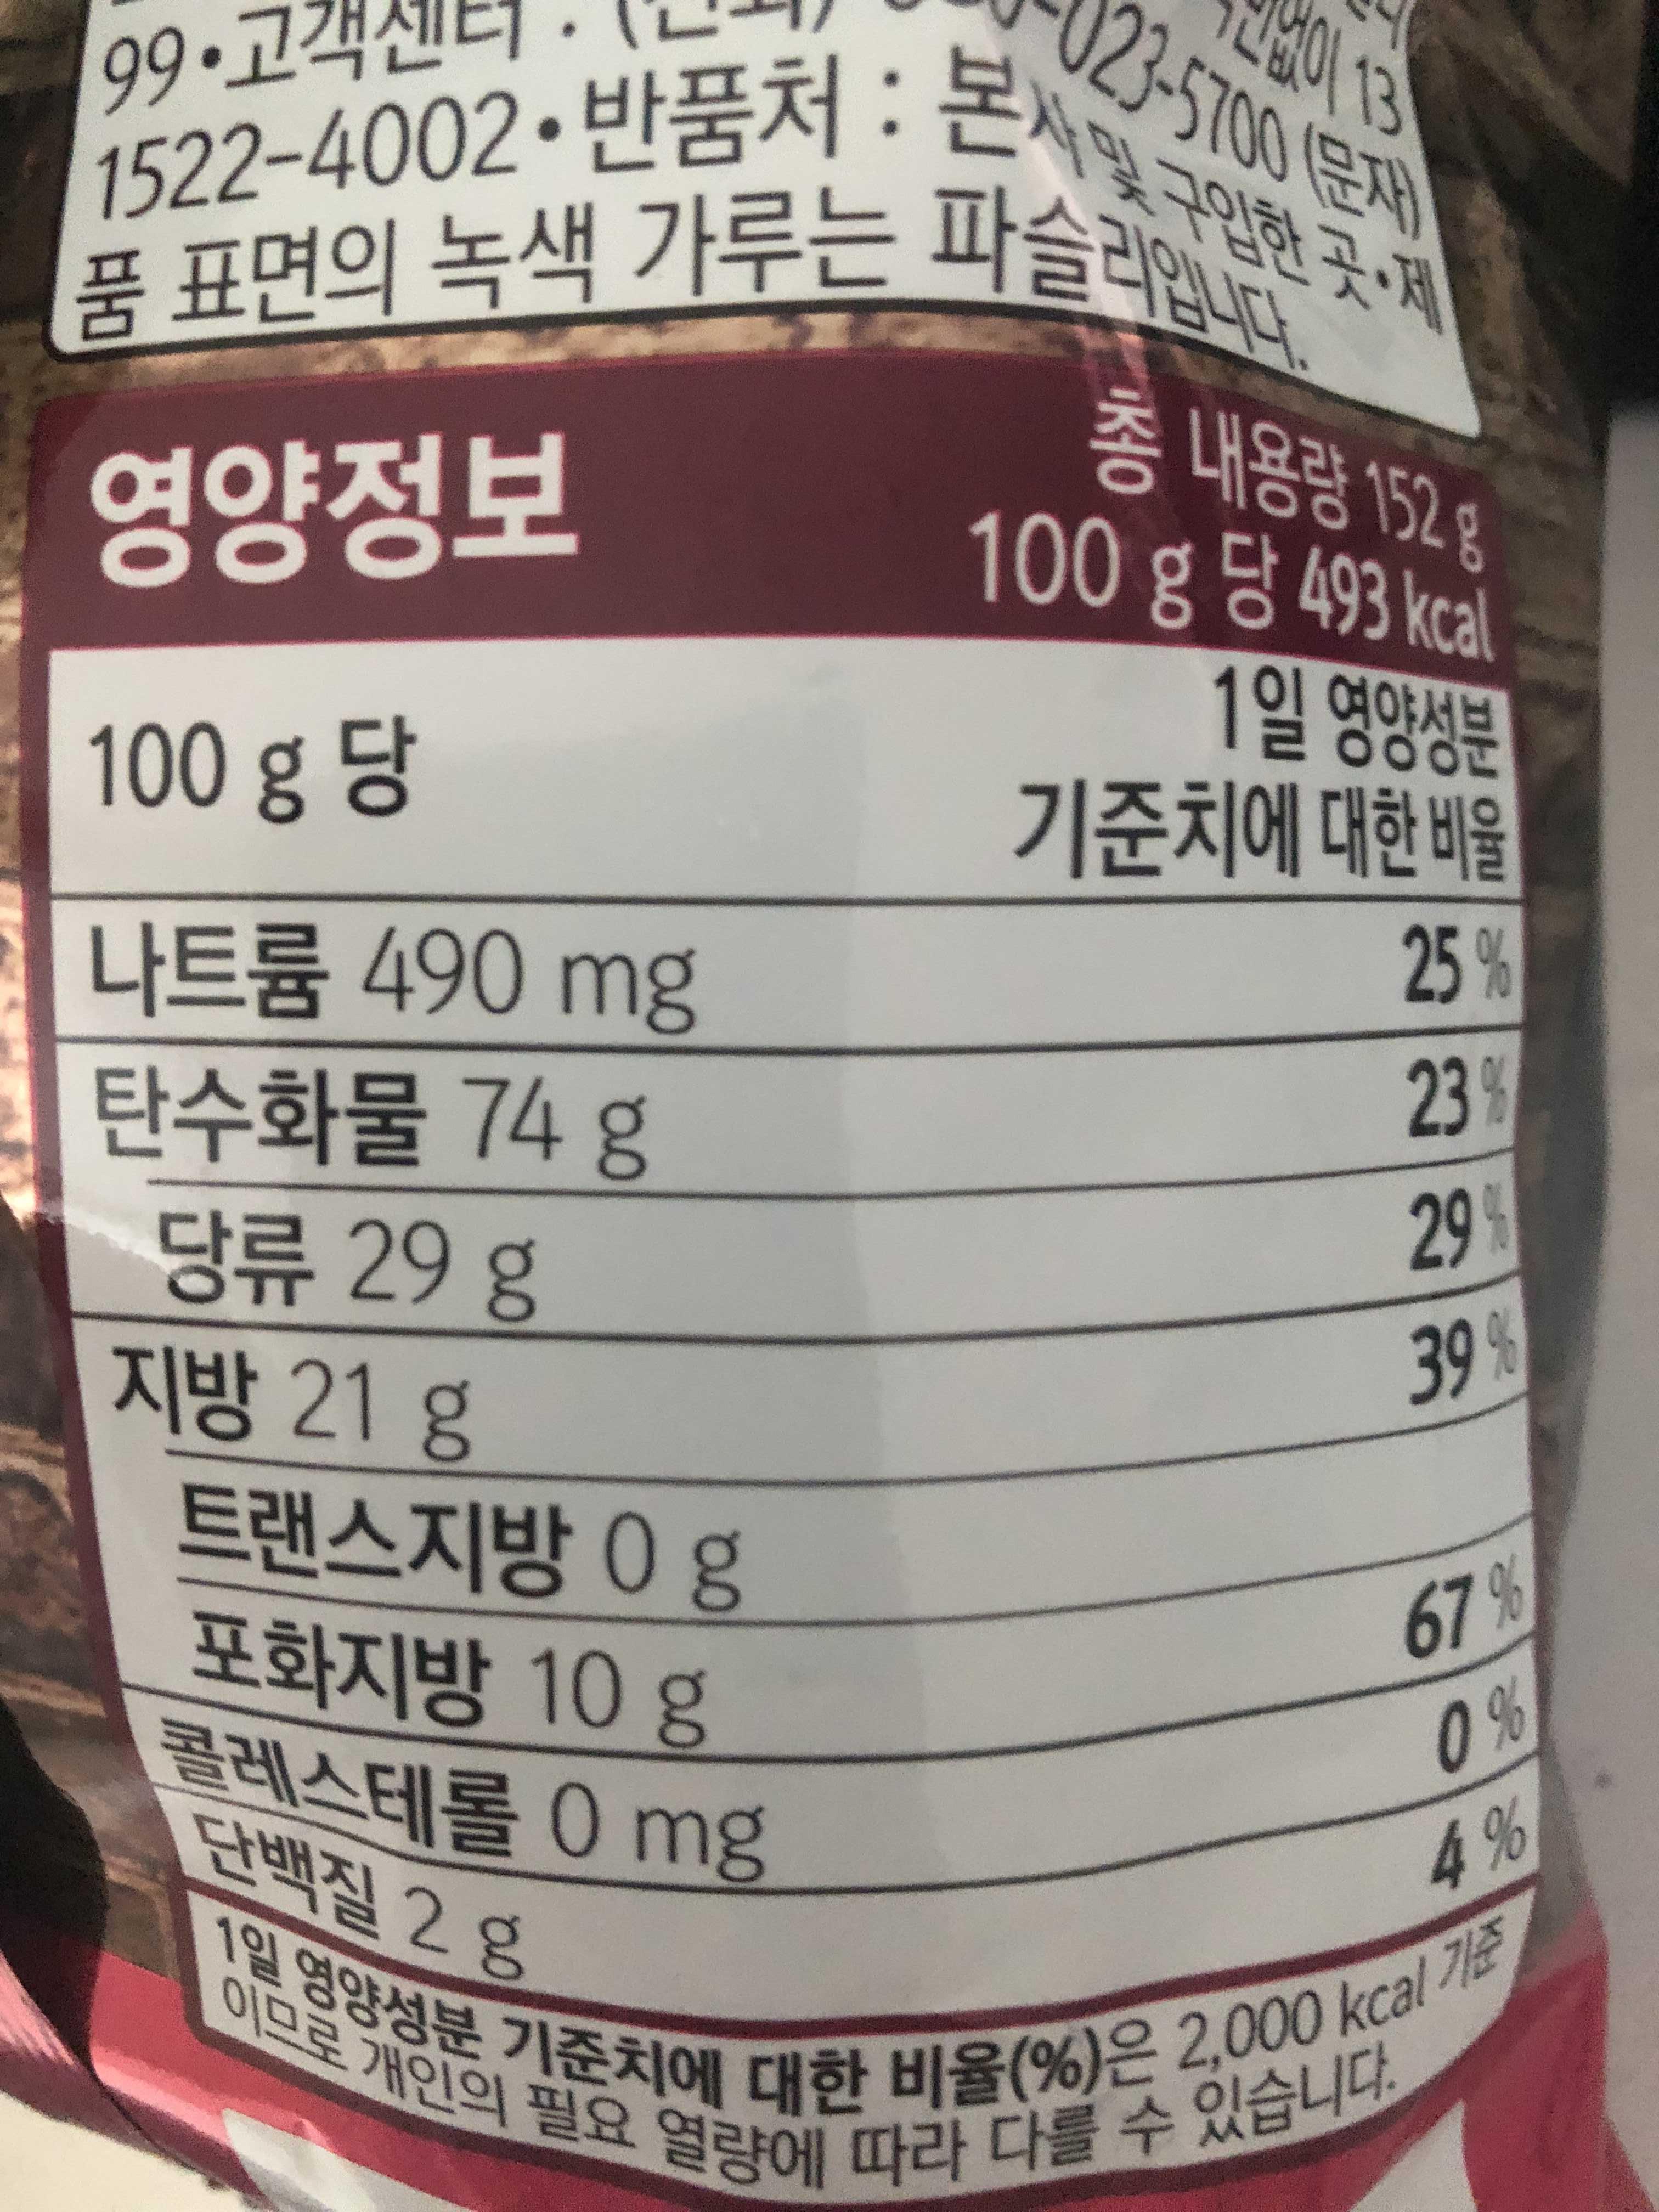 99•고객센터 : (전화) 080-023-5700 (문자)
1522-4002•반품처 : 본사 및 구입한 곳•제
품 표면의 녹색 가루는 파슬리입니다.
영양정보
총 내용량 152 g
100 g 당 493 kcal
100 g 당
1일 영양성분
기준치에 대한 비율
나트륨 490 mg 25 %
탄수화물 74 g 23 %
당류 29 g 29 %
지방 21 g 39 %
트랜스지방 0 g
포화지방 10 g 67 %
콜레스테롤 0 mg 0 %
단백질 2 g 4 %
1일 영양성분 기준치에 대한 비율(%)은 2,000 kcal 기준
이므로 개인의 필요 열량에 따라 다를 수 있습니다.